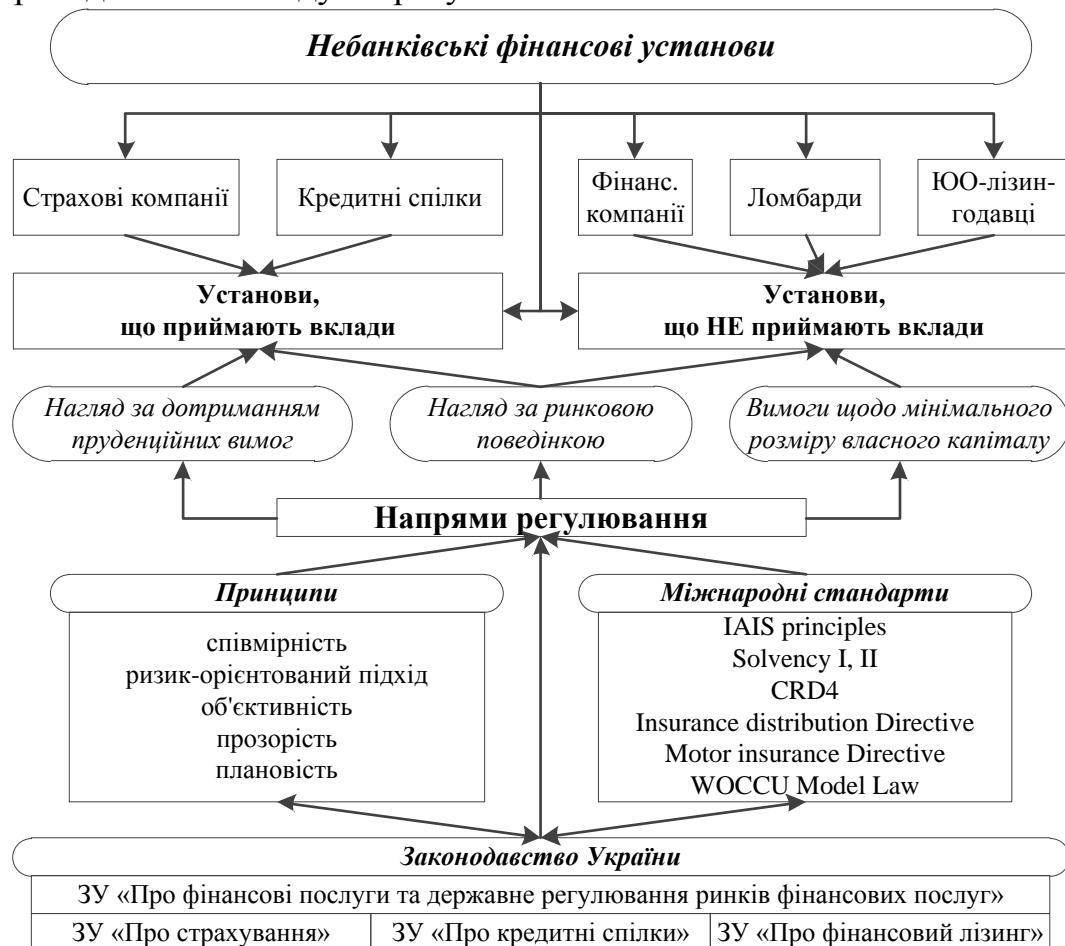 Небанківські фінансові установи
Страхові компанії
Кредитні спілки
Фінанс.
компанії
Ломбарди
ЮО-лізин-
годавці
Установи,
що приймають вклади
Установи,
що НЕ приймають вклади
Нагляд за дотриманням
пруденційних вимог
Нагляд за ринковою
поведінкою
Вимоги щодо мінімального
розміру власного капіталу
Напрями регулювання
Принципи
співмірність
ризик-орієнтований підхід
об'єктивність
прозорість
плановість
Міжнародні стандарти
IAIS principles
Solvency I, II
CRD4
Insurance distribution Directive
Motor insurance Directive
WOCCU Model Law
Законодавство України
ЗУ «Про фінансові послуги та державне регулювання ринків фінансових послуг»
ЗУ «Про страхування»
ЗУ «Про кредитні спілки»
ЗУ «Про фінансовий лізинг»